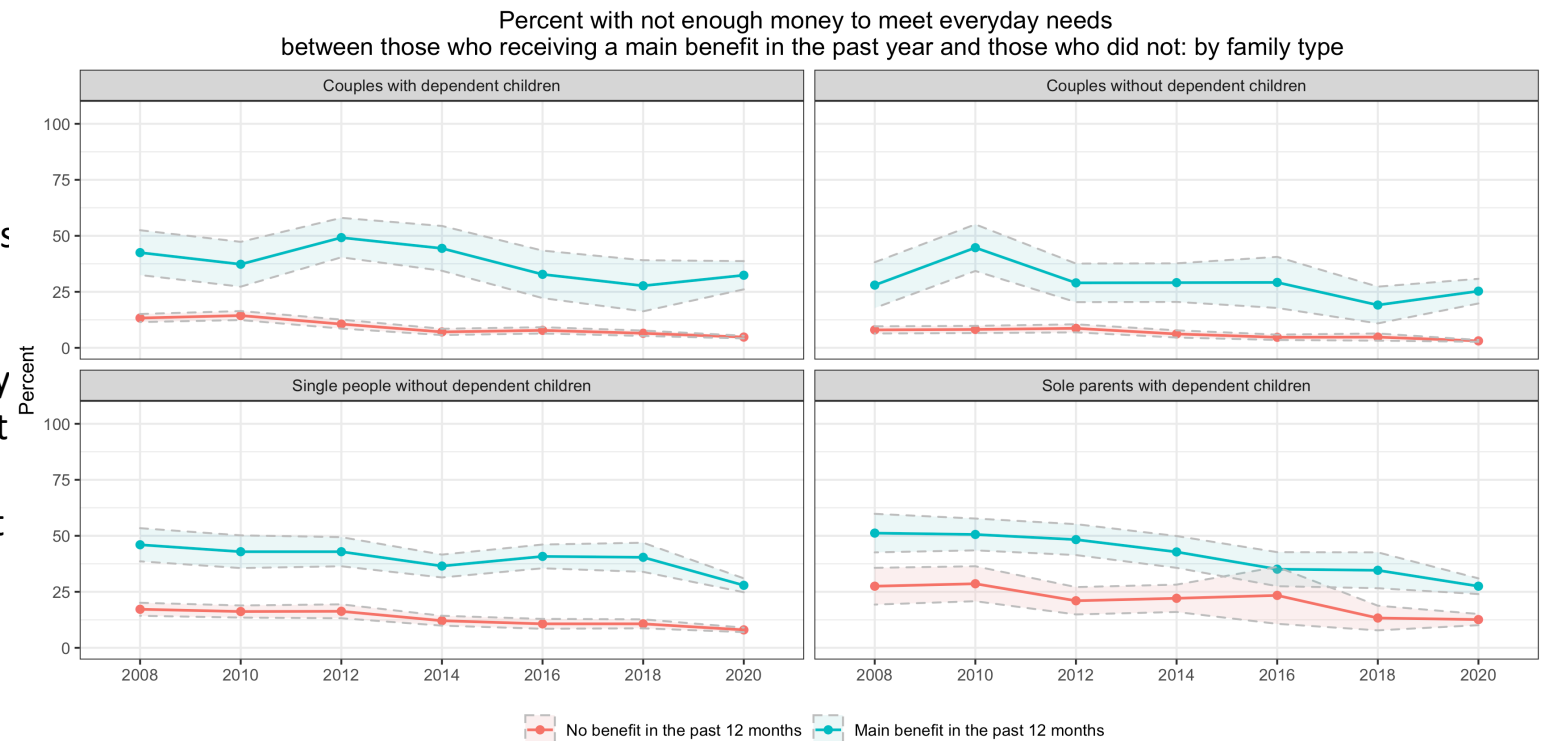 Percent with not enough money to meet everyday needs
between those who receiving a main benefit in the past year and those who did not: by family type
Couples with dependent children
Couples without dependent children
100
75
50
25
0
s
y
t
Percent
Single people without dependent children
Sole parents with dependent children
100
75
50
25
0
2008 2010 2012 2014 2016 2018 2020
2008 2010 2012 2014 2016 2018 2020
No benefit in the past 12 months
Main benefit in the past 12 months